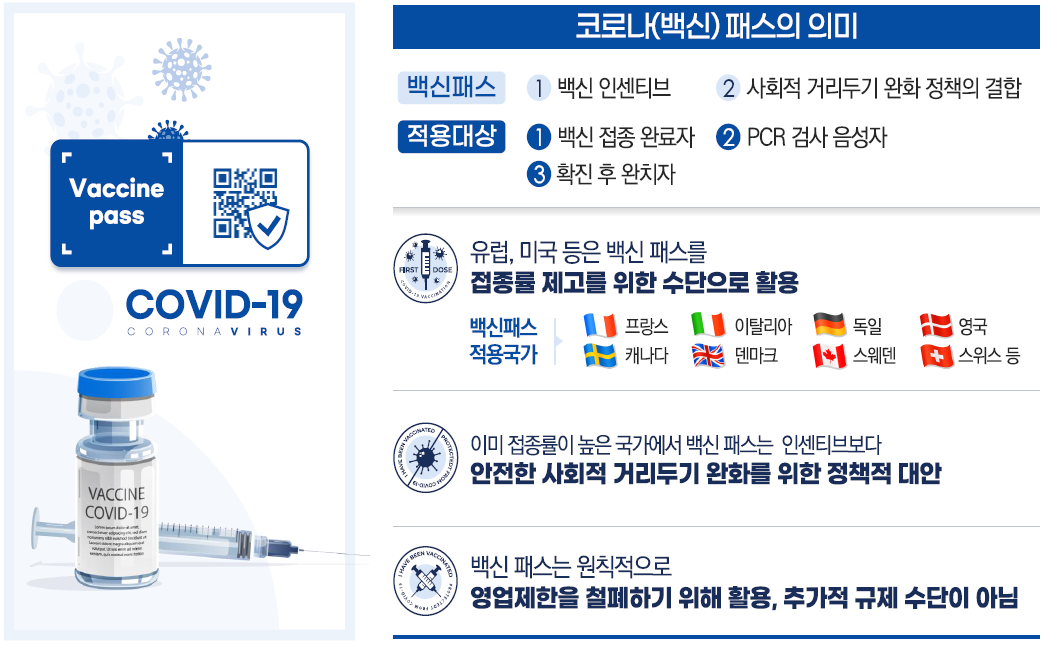 Vaccine
pass
COVID-19
CORONAVIRUS
VACCINE
COVID-19
코로나(백신) 패스의 의미
백신패스 1 백신 인센티브 2 사회적 거리두기 완화 정책의 결합
적용대상 1 백신 접종 완료자 2 PCR 검사 음성자
3 확진 후 완치자
FIRST DOSE
COVID-19 VACCINATION
유럽, 미국 등은 백신 패스를
접종률 제고를 위한 수단으로 활용
백신패스 프랑스 이탈리아 독일 영국
적용국가 캐나다 덴마크 스웨덴 스위스 등
I HAVE BEEN VACCINATED
PROTECTED FROM COVID-19
이미 접종률이 높은 국가에서 백신 패스는 인센티브보다
안전한 사회적 거리두기 완화를 위한 정책적 대안
I HAVE BEEN VACCINATED
PROTECTED FROM COVID-19
백신 패스는 원칙적으로
영업제한을 철폐하기 위해 활용, 추가적 규제 수단이 아님